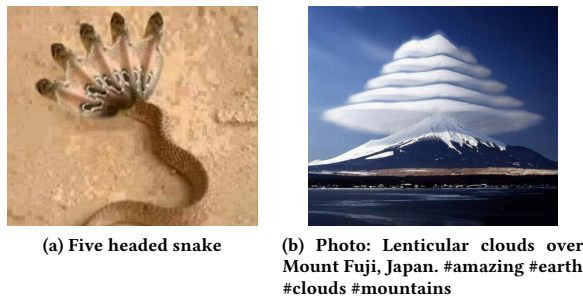 (a) Five headed snake
(b) Photo: Lenticular clouds over
Mount Fuji, Japan. #amazing #earth
#clouds #mountains